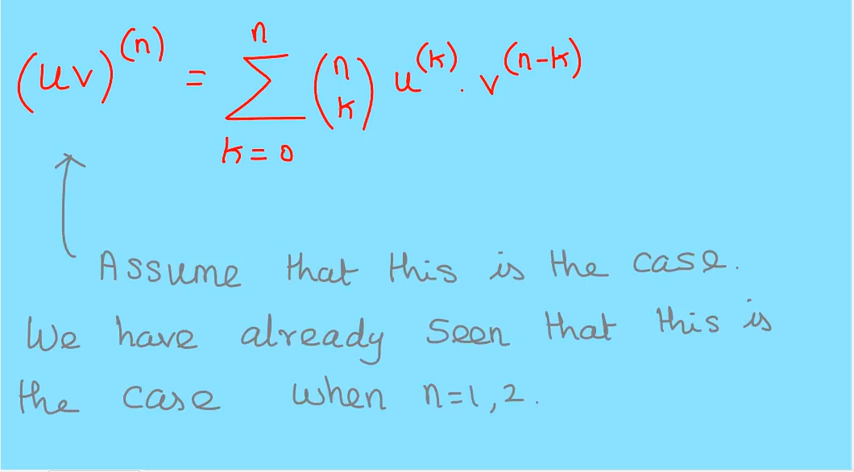 (uv)^(n) = ∑_{k=0}^{n} (n k) u^(k) . v^(n-k)
Assume that this is the case.
We have already seen that this is
the case when n=1,2.